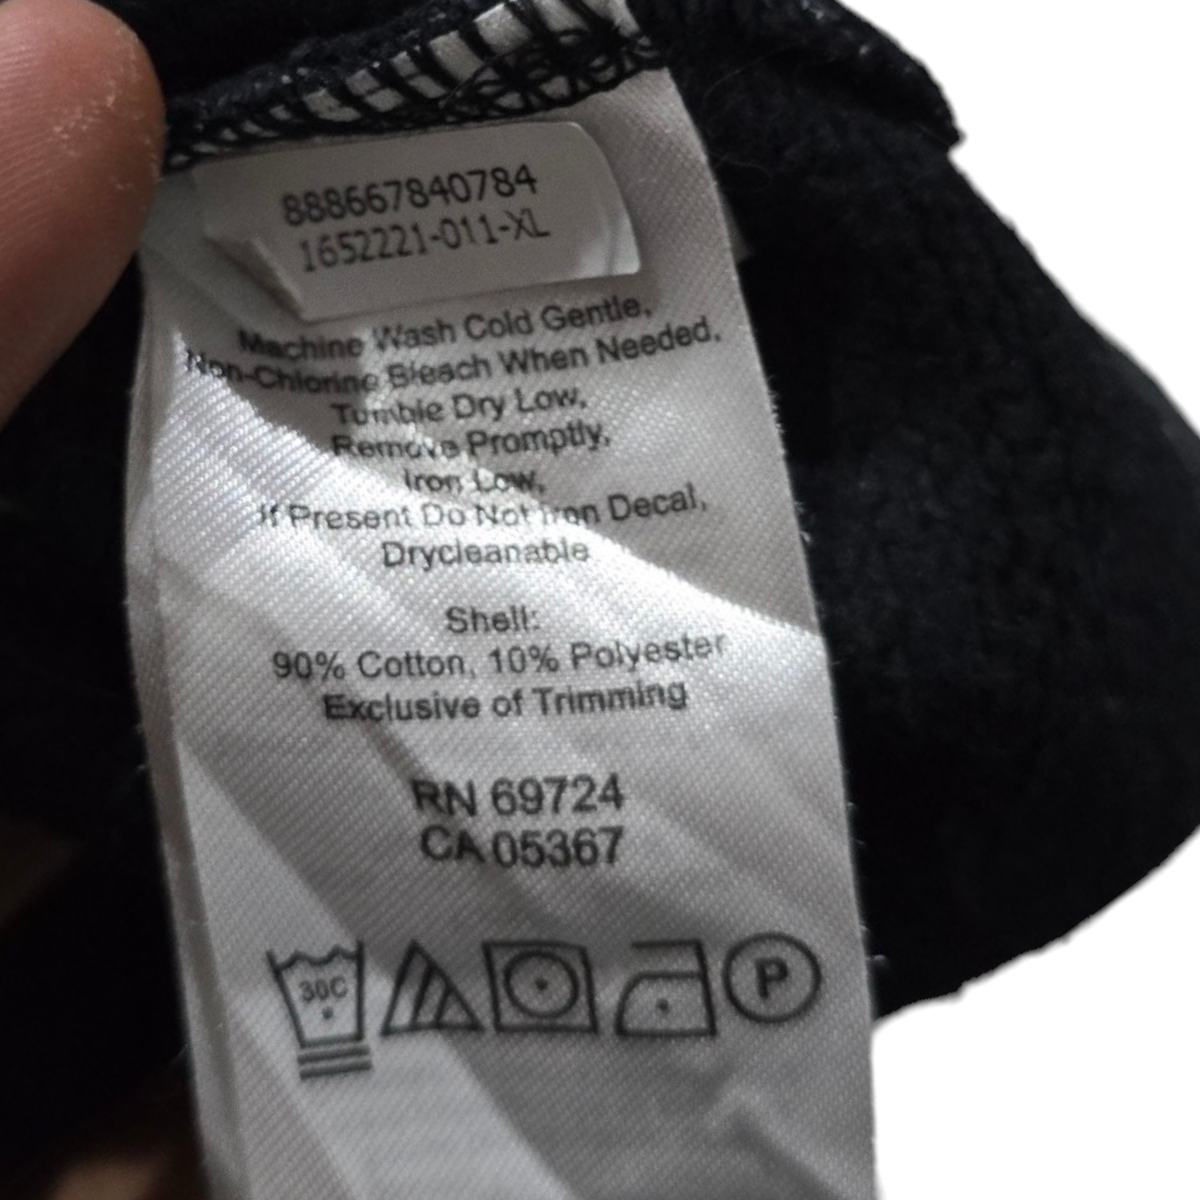 888667840784
1652221-011-XL
Machine Wash Cold Gentle,
Non-Chlorine Bleach When Needed,
Tumble Dry Low,
Remove Promptly,
Iron Low,
If Present Do Not Iron Decal,
Drycleanable
Shell:
90% Cotton, 10% Polyester
Exclusive of Trimming
RN 69724
CA 05367
30C
P